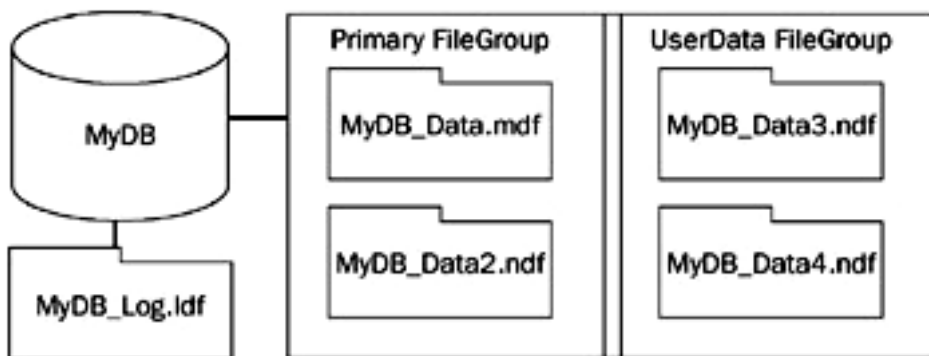 MyDB
MyDB_Log.ldf
Primary FileGroup
MyDB_Data.mdf
MyDB_Data2.ndf
UserData FileGroup
MyDB_Data3.ndf
MyDB_Data4.ndf